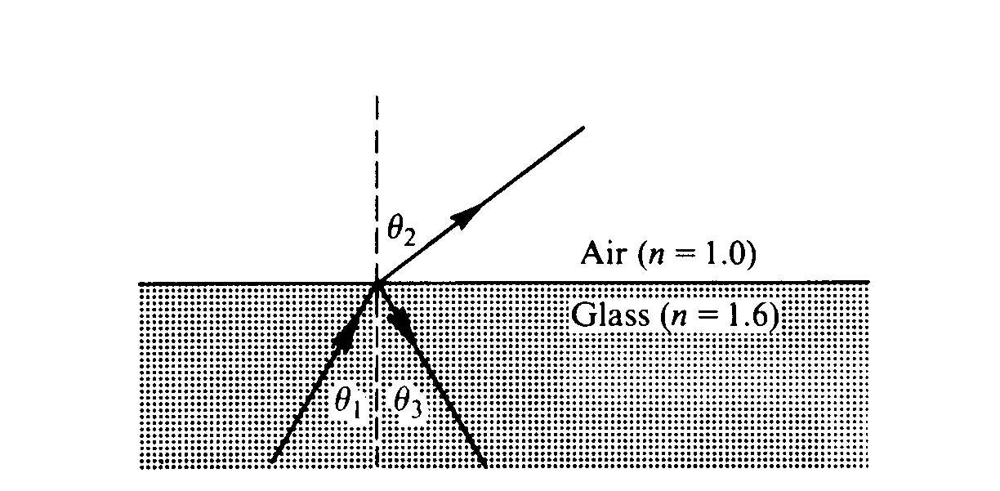 θ₂
Air (n = 1.0)
Glass (n = 1.6)
θ₁ θ₃